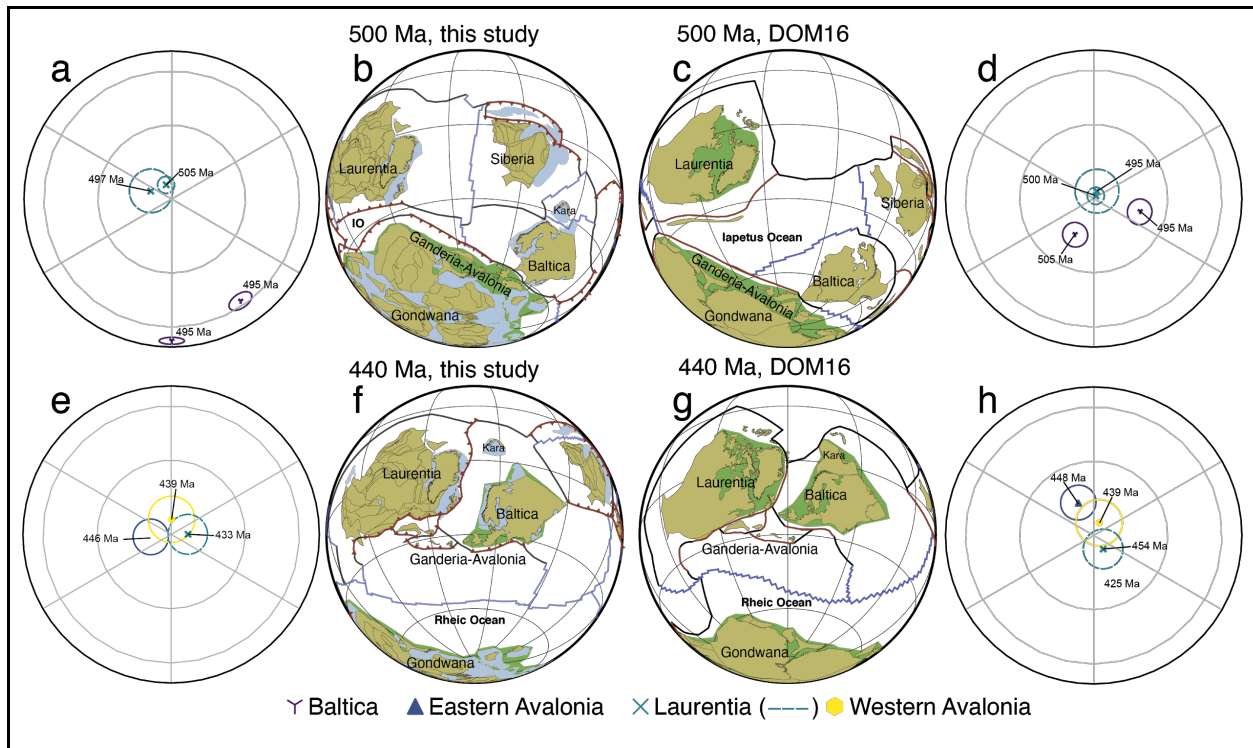 500 Ma, this study
500 Ma, DOM16
a
b
c
d
497 Ma
505 Ma
495 Ma
495 Ma
Laurentia
Siberia
Kara
IO
Ganderia-Avalonia
Baltica
Gondwana
Laurentia
Siberia
Iapetus Ocean
Ganderia-Avalonia
Baltica
Gondwana
495 Ma
500 Ma
495 Ma
505 Ma
440 Ma, this study
440 Ma, DOM16
e
f
g
h
439 Ma
446 Ma
433 Ma
Kara
Laurentia
Baltica
Ganderia-Avalonia
Rheic Ocean
Gondwana
Kara
Laurentia
Baltica
Ganderia-Avalonia
Rheic Ocean
Gondwana
448 Ma
439 Ma
454 Ma
425 Ma
Baltica Eastern Avalonia Laurentia (---) Western Avalonia